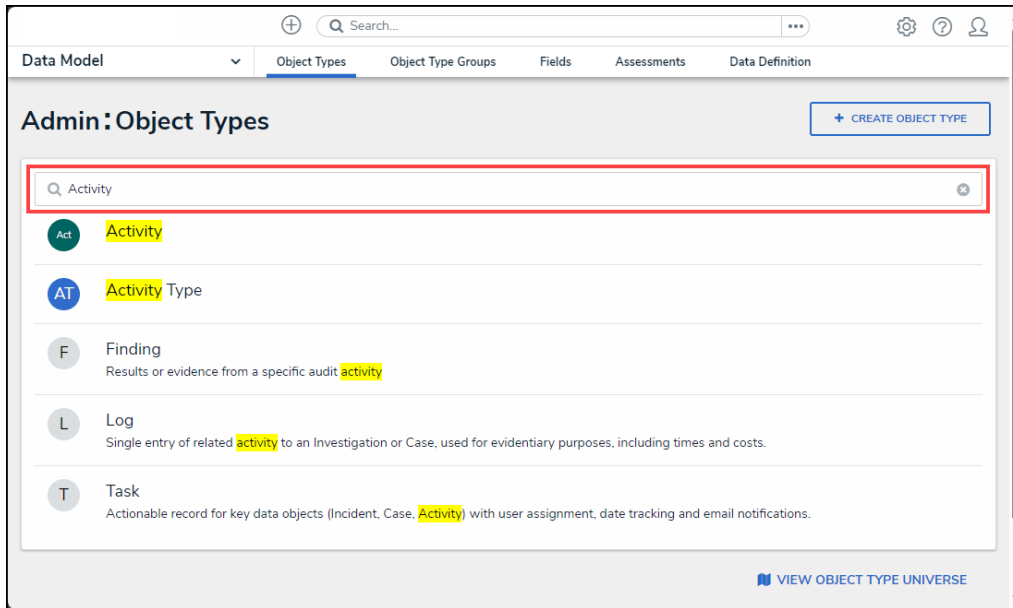 Search...
Data Model
Object Types
Object Type Groups
Fields
Assessments
Data Definition
Admin:Object Types
+ CREATE OBJECT TYPE
Activity
Act
Activity
AT
Activity Type
F
Finding
Results or evidence from a specific audit activity
L
Log
Single entry of related activity to an Investigation or Case, used for evidentiary purposes, including times and costs.
T
Task
Actionable record for key data objects (Incident, Case, Activity) with user assignment, date tracking and email notifications.
VIEW OBJECT TYPE UNIVERSE